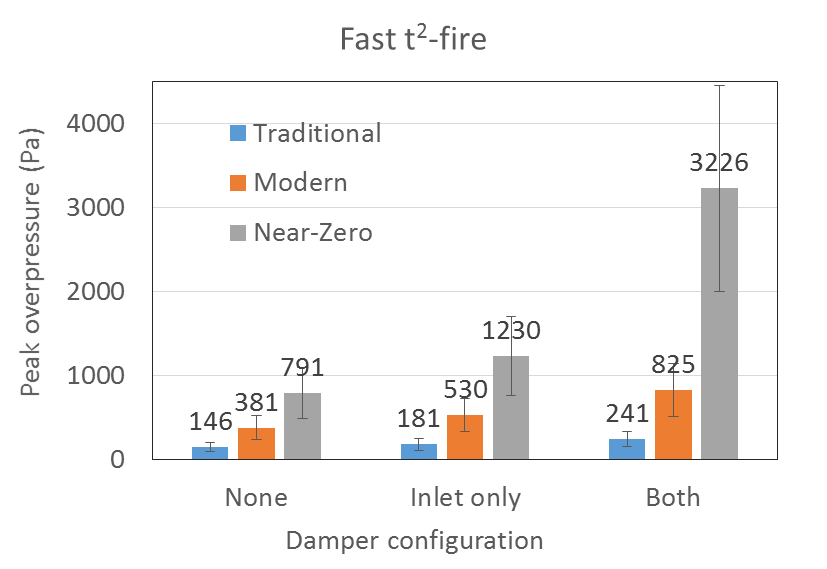 Fast t²-fire
Peak overpressure (Pa)
4000
3000
2000
1000
0
Traditional
Modern
Near-Zero
146
381
791
181
530
1230
241
825
3226
None
Inlet only
Both
Damper configuration